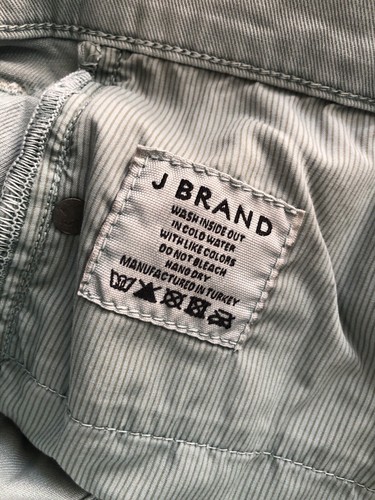 J BRAND
WASH INSIDE OUT
IN COLD WATER
WITH LIKE COLORS
DO NOT BLEACH
HANG DRY
MANUFACTURED IN TURKEY